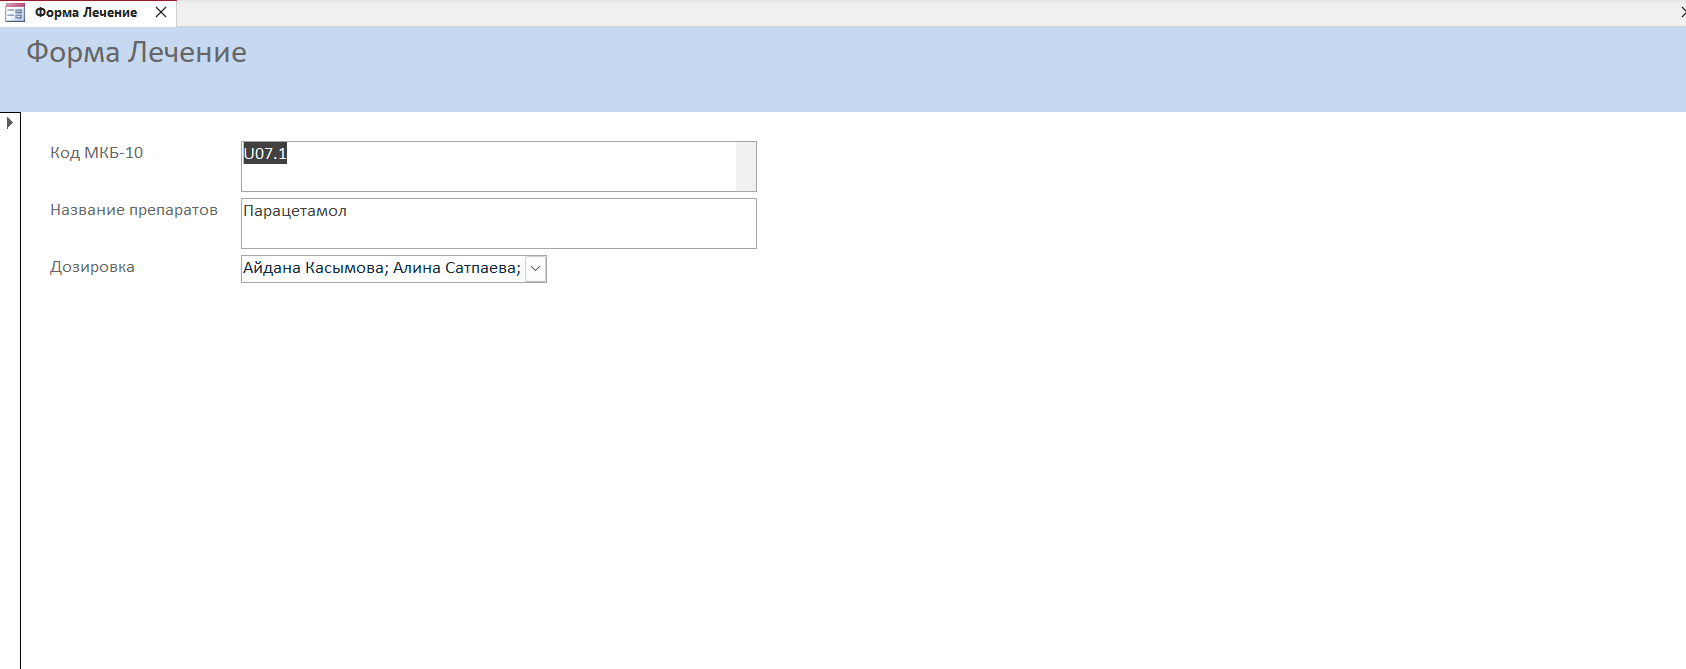 Форма Лечение
Форма Лечение
Код МКБ-10 U07.1
Название препаратов Парацетамол
Дозировка Айдана Касымова; Алина Сатпаева;